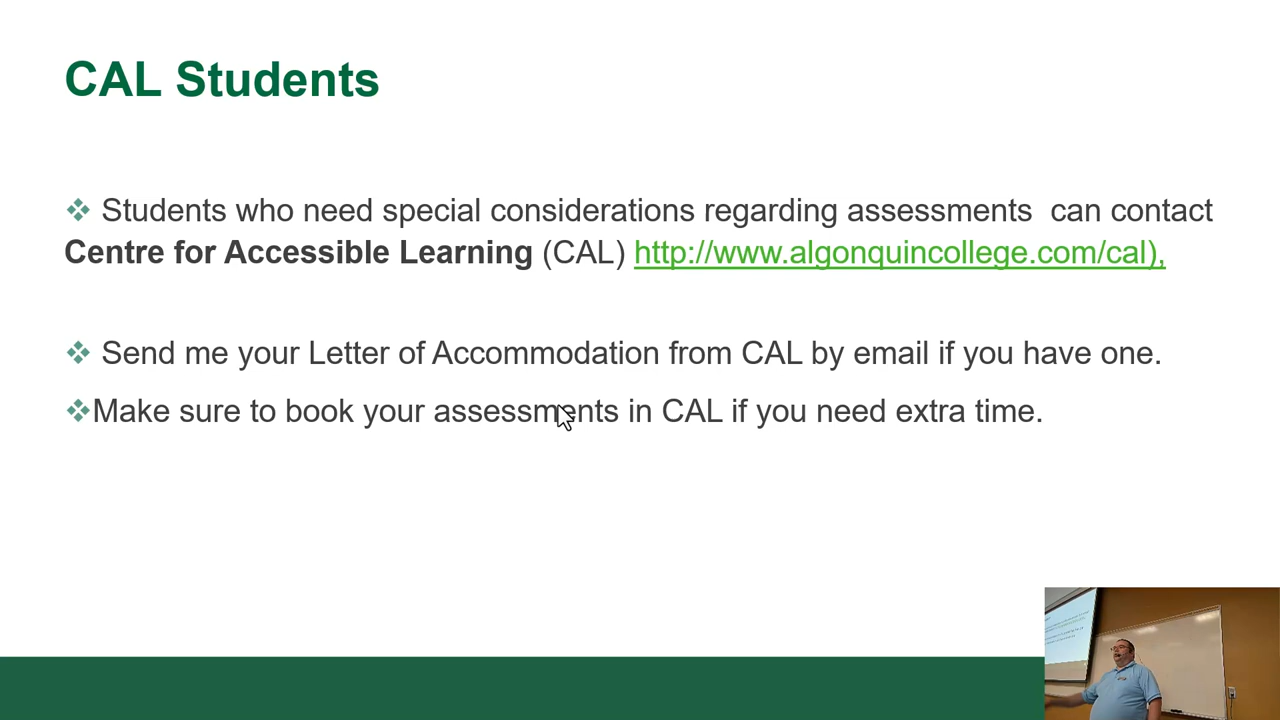 CAL Students
❖ Students who need special considerations regarding assessments  can contact
Centre for Accessible Learning (CAL) http://www.algonquincollege.com/cal),
❖ Send me your Letter of Accommodation from CAL by email if you have one.
❖Make sure to book your assessments in CAL if you need extra time.